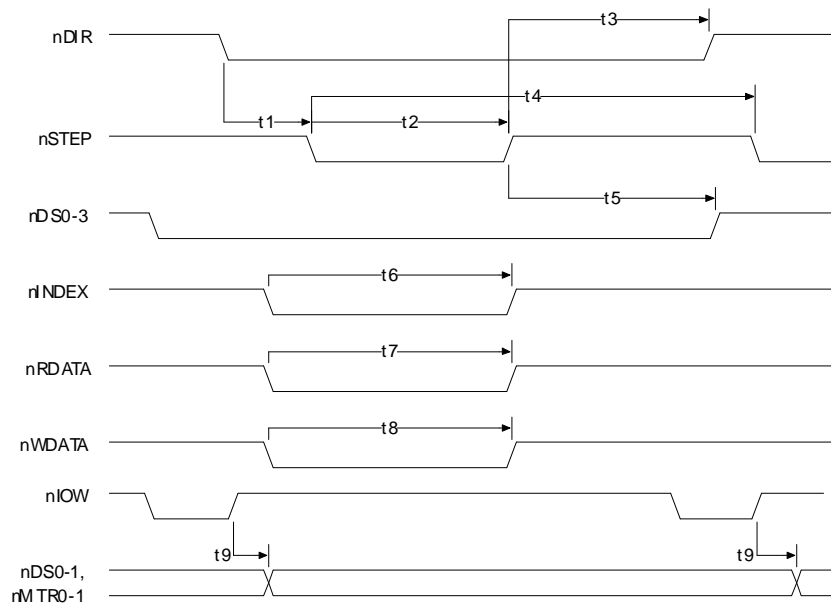 nDIR
t3
t4
t1
t2
nSTEP
t5
nDS0-3
t6
nINDEX
t7
nRDATA
t8
nWDATA
nIOW
t9
t9
nDS0-1,
nMTR0-1